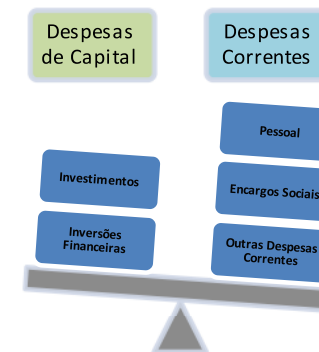 Despesas
de Capital
Despesas
Correntes
Pessoal
Investimentos
Encargos Sociais
Inversões
Financeiras
Outras Despesas
Correntes